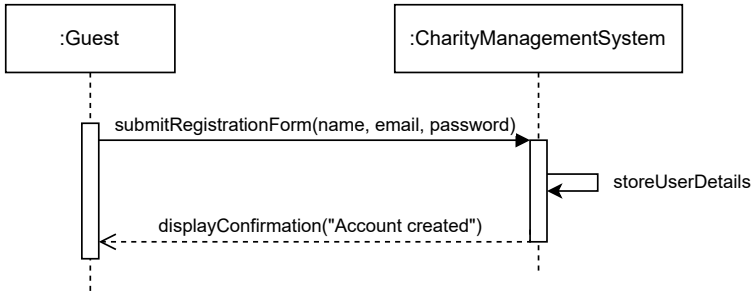 :Guest
:CharityManagementSystem
submitRegistrationForm(name, email, password)
storeUserDetails
displayConfirmation("Account created")